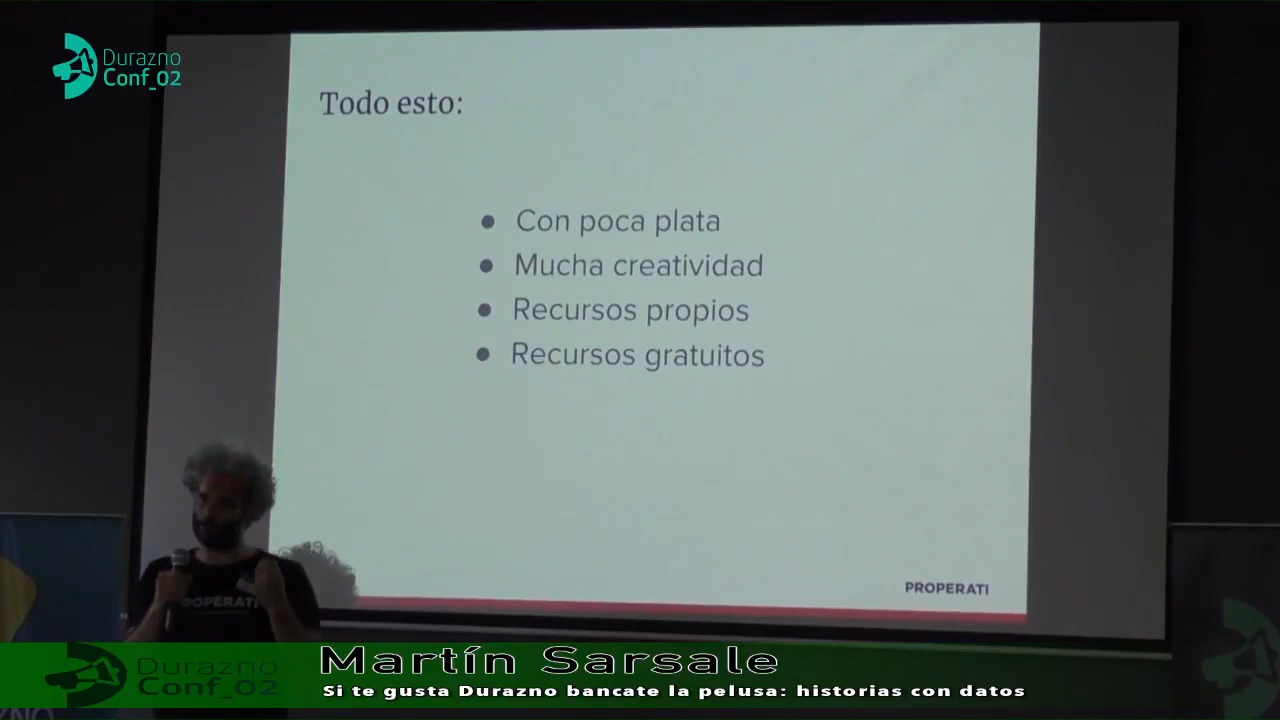 Durazno
Conf_02
Todo esto:
● Con poca plata
● Mucha creatividad
● Recursos propios
● Recursos gratuitos
PROPERATI
PROPERATI
Durazno
Conf_02
Martín Sarsale
Si te gusta Durazno bancate la pelusa: historias con datos